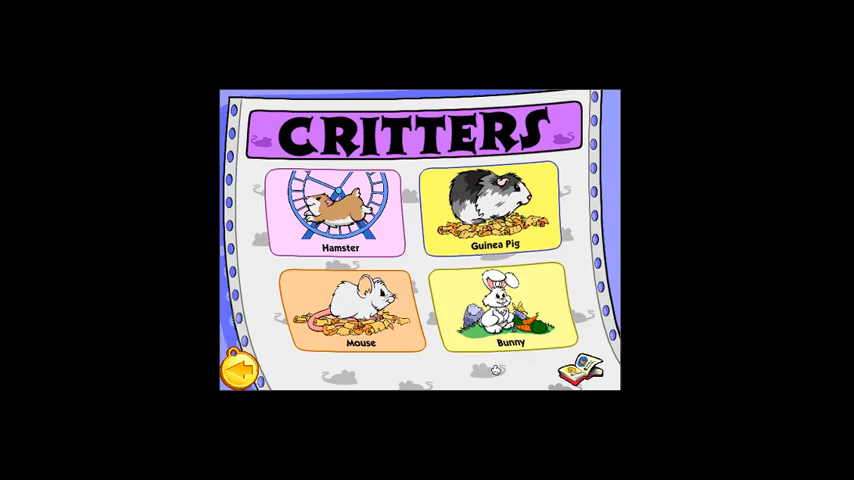 CRITTERS
Hamster
Guinea Pig
Mouse
Bunny